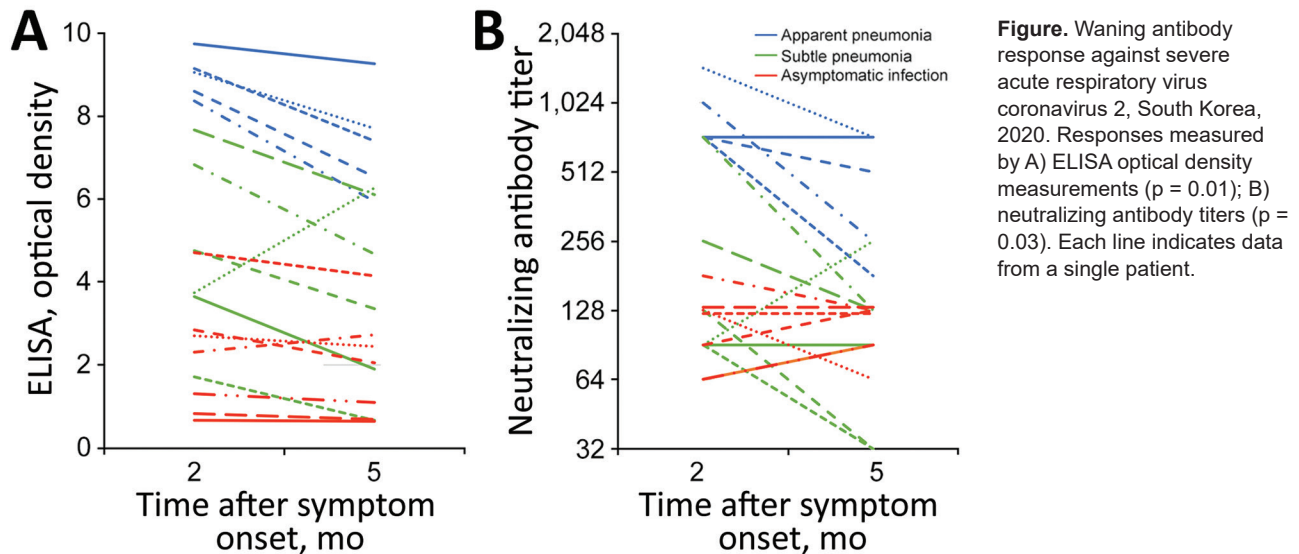 A
10
8
6
4
2
0
ELISA, optical density
2
5
Time after symptom
onset, mo
B
2,048
1,024
512
256
128
64
32
Neutralizing antibody titer
Apparent pneumonia
Subtle pneumonia
Asymptomatic infection
2
5
Time after symptom
onset, mo
Figure. Waning antibody
response against severe
acute respiratory virus
coronavirus 2, South Korea,
2020. Responses measured
by A) ELISA optical density
measurements (p = 0.01); B)
neutralizing antibody titers (p =
0.03). Each line indicates data
from a single patient.